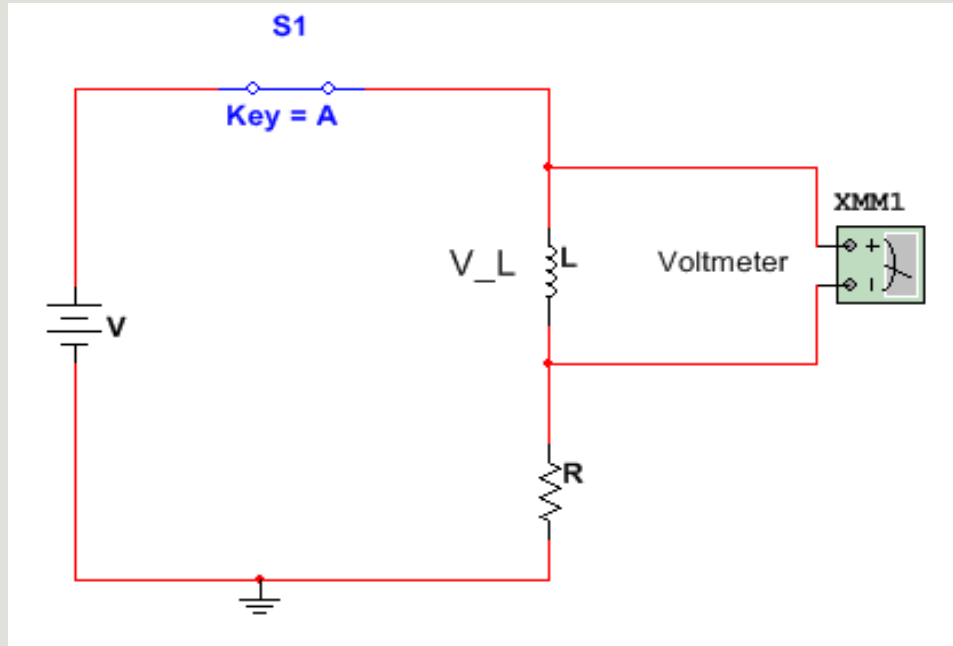 S1
Key = A
XMM1
V_L
L
Voltmeter
+
V
R